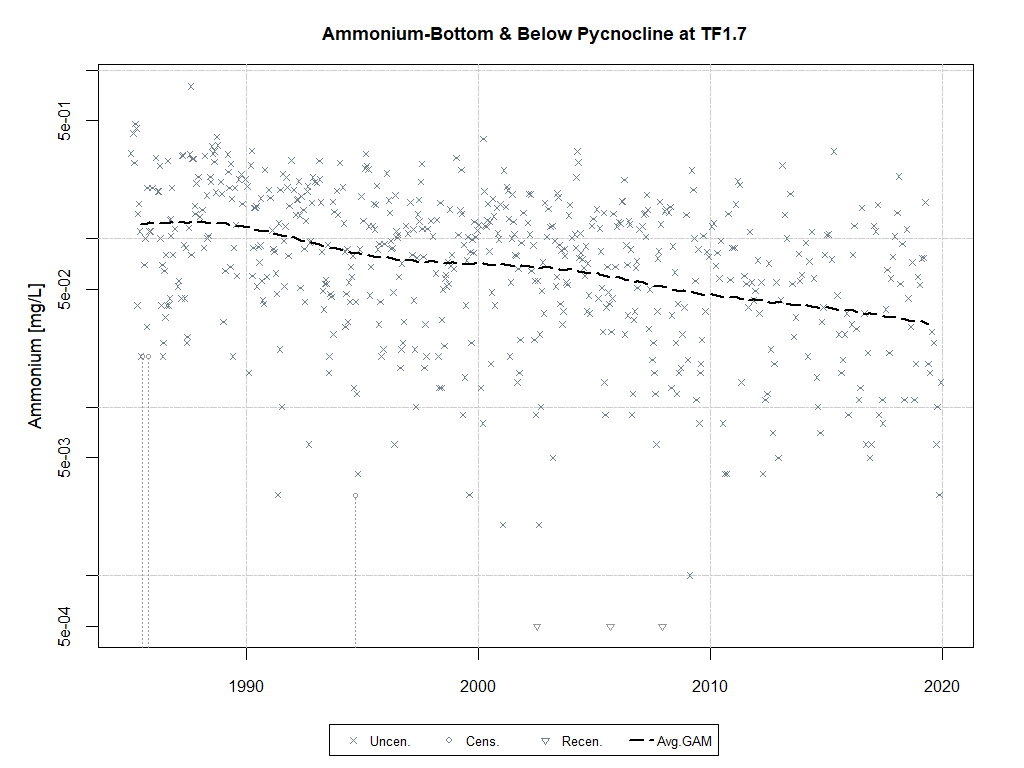 Ammonium-Bottom & Below Pycnocline at TF1.7
Ammonium [mg/L]
5e-01
5e-02
5e-03
5e-04
1990 2000 2010 2020
Uncen. Cens. Recen. Avg.GAM